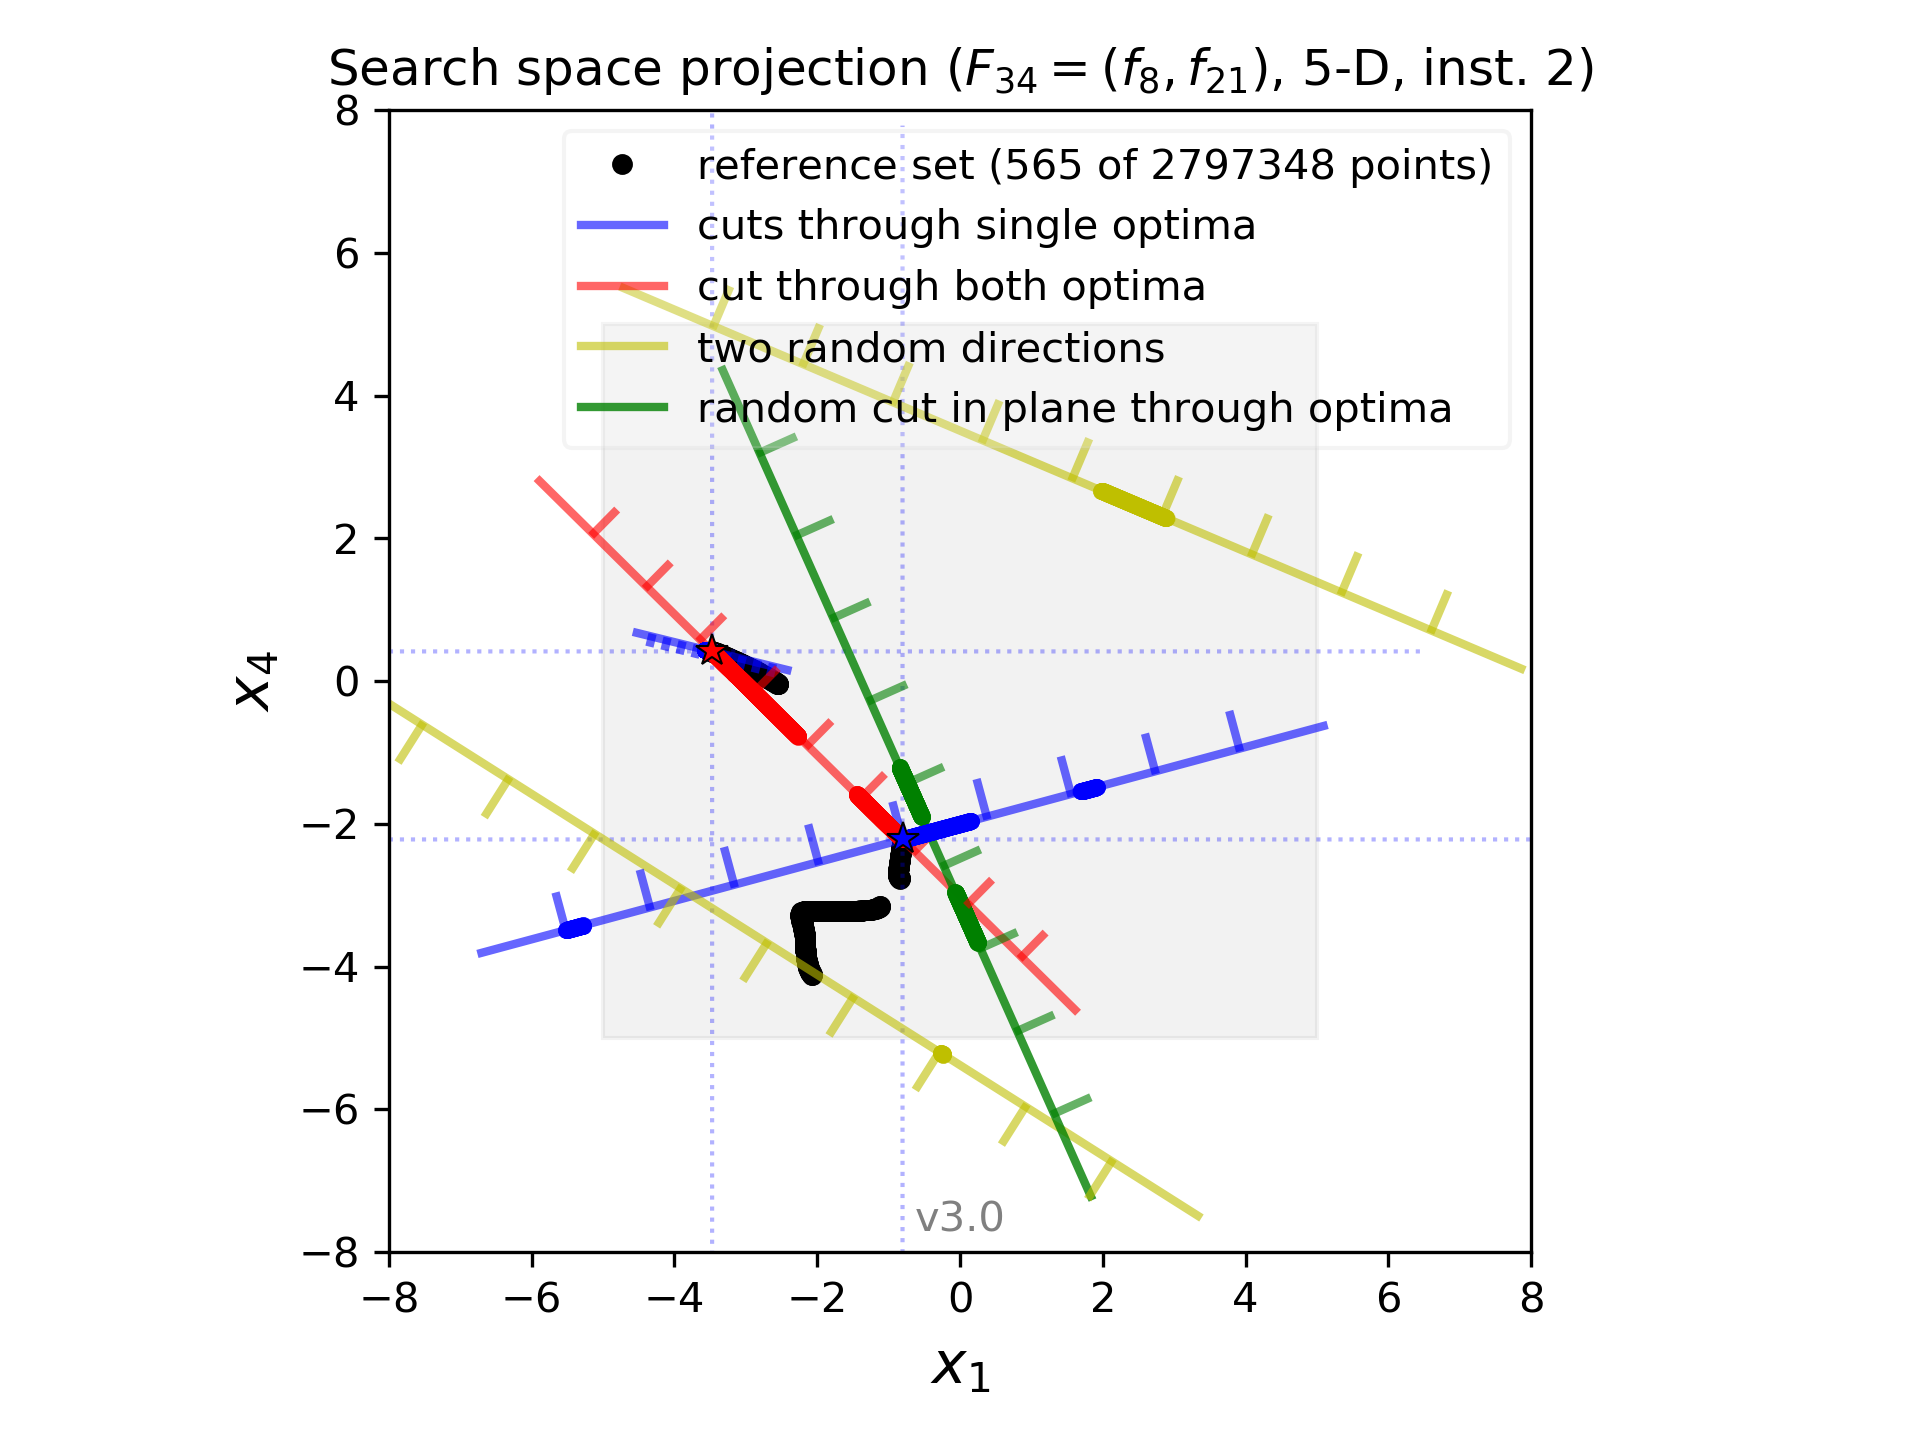 Search space projection (F₃₄ = (f₈, f₂₁), 5-D, inst. 2)
reference set (565 of 2797348 points)
cuts through single optima
cut through both optima
two random directions
random cut in plane through optima
8
6
4
2
0
−2
−4
−6
−8
x₄
v3.0
−8 −6 −4 −2 0 2 4 6 8
x₁